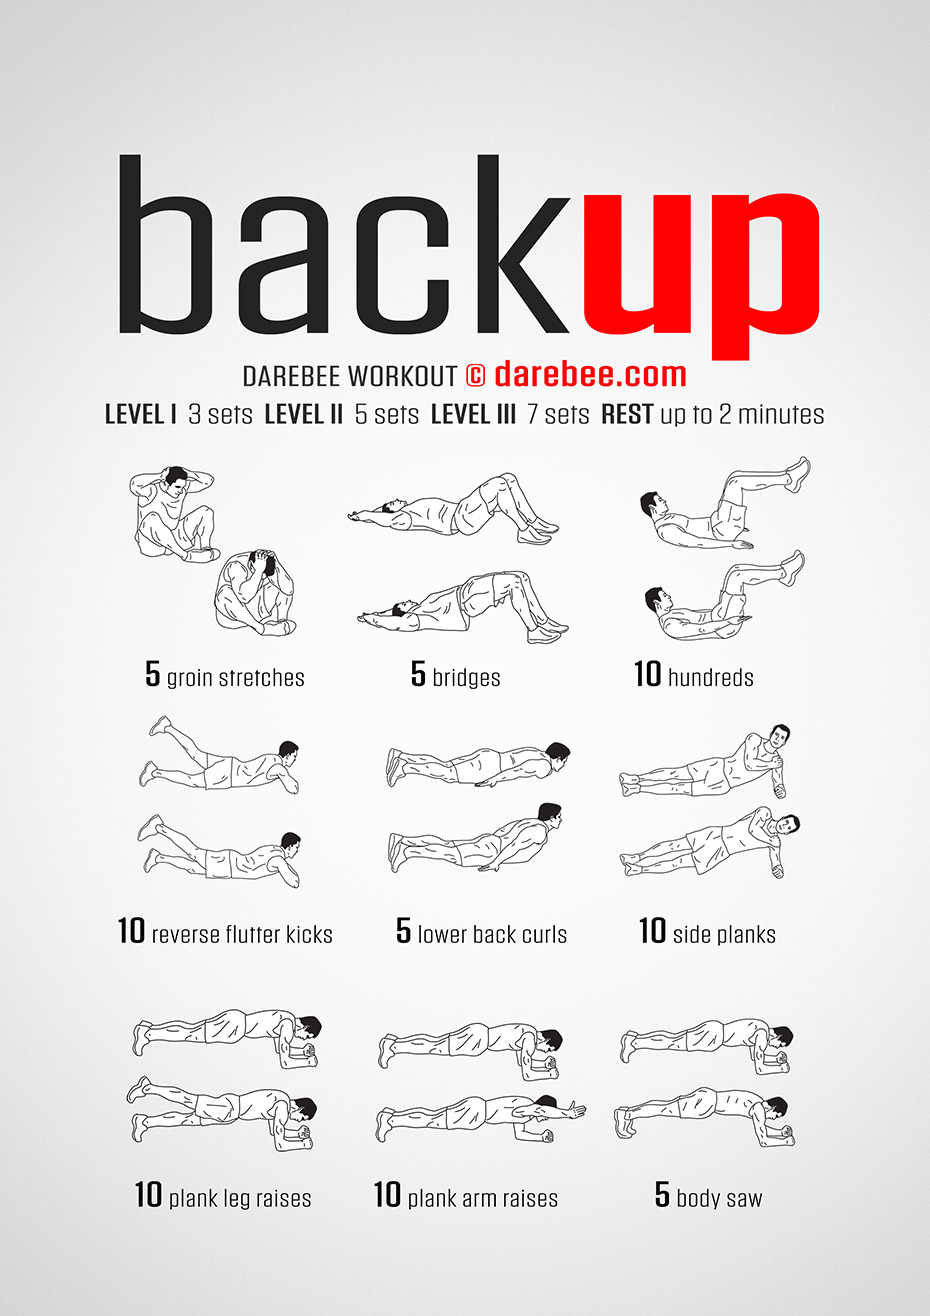 backup
DAREBEE WORKOUT © darebee.com
LEVEL I 3 sets LEVEL II 5 sets LEVEL III 7 sets REST up to 2 minutes
5 groin stretches
5 bridges
10 hundreds
10 reverse flutter kicks
5 lower back curls
10 side planks
10 plank leg raises
10 plank arm raises
5 body saw